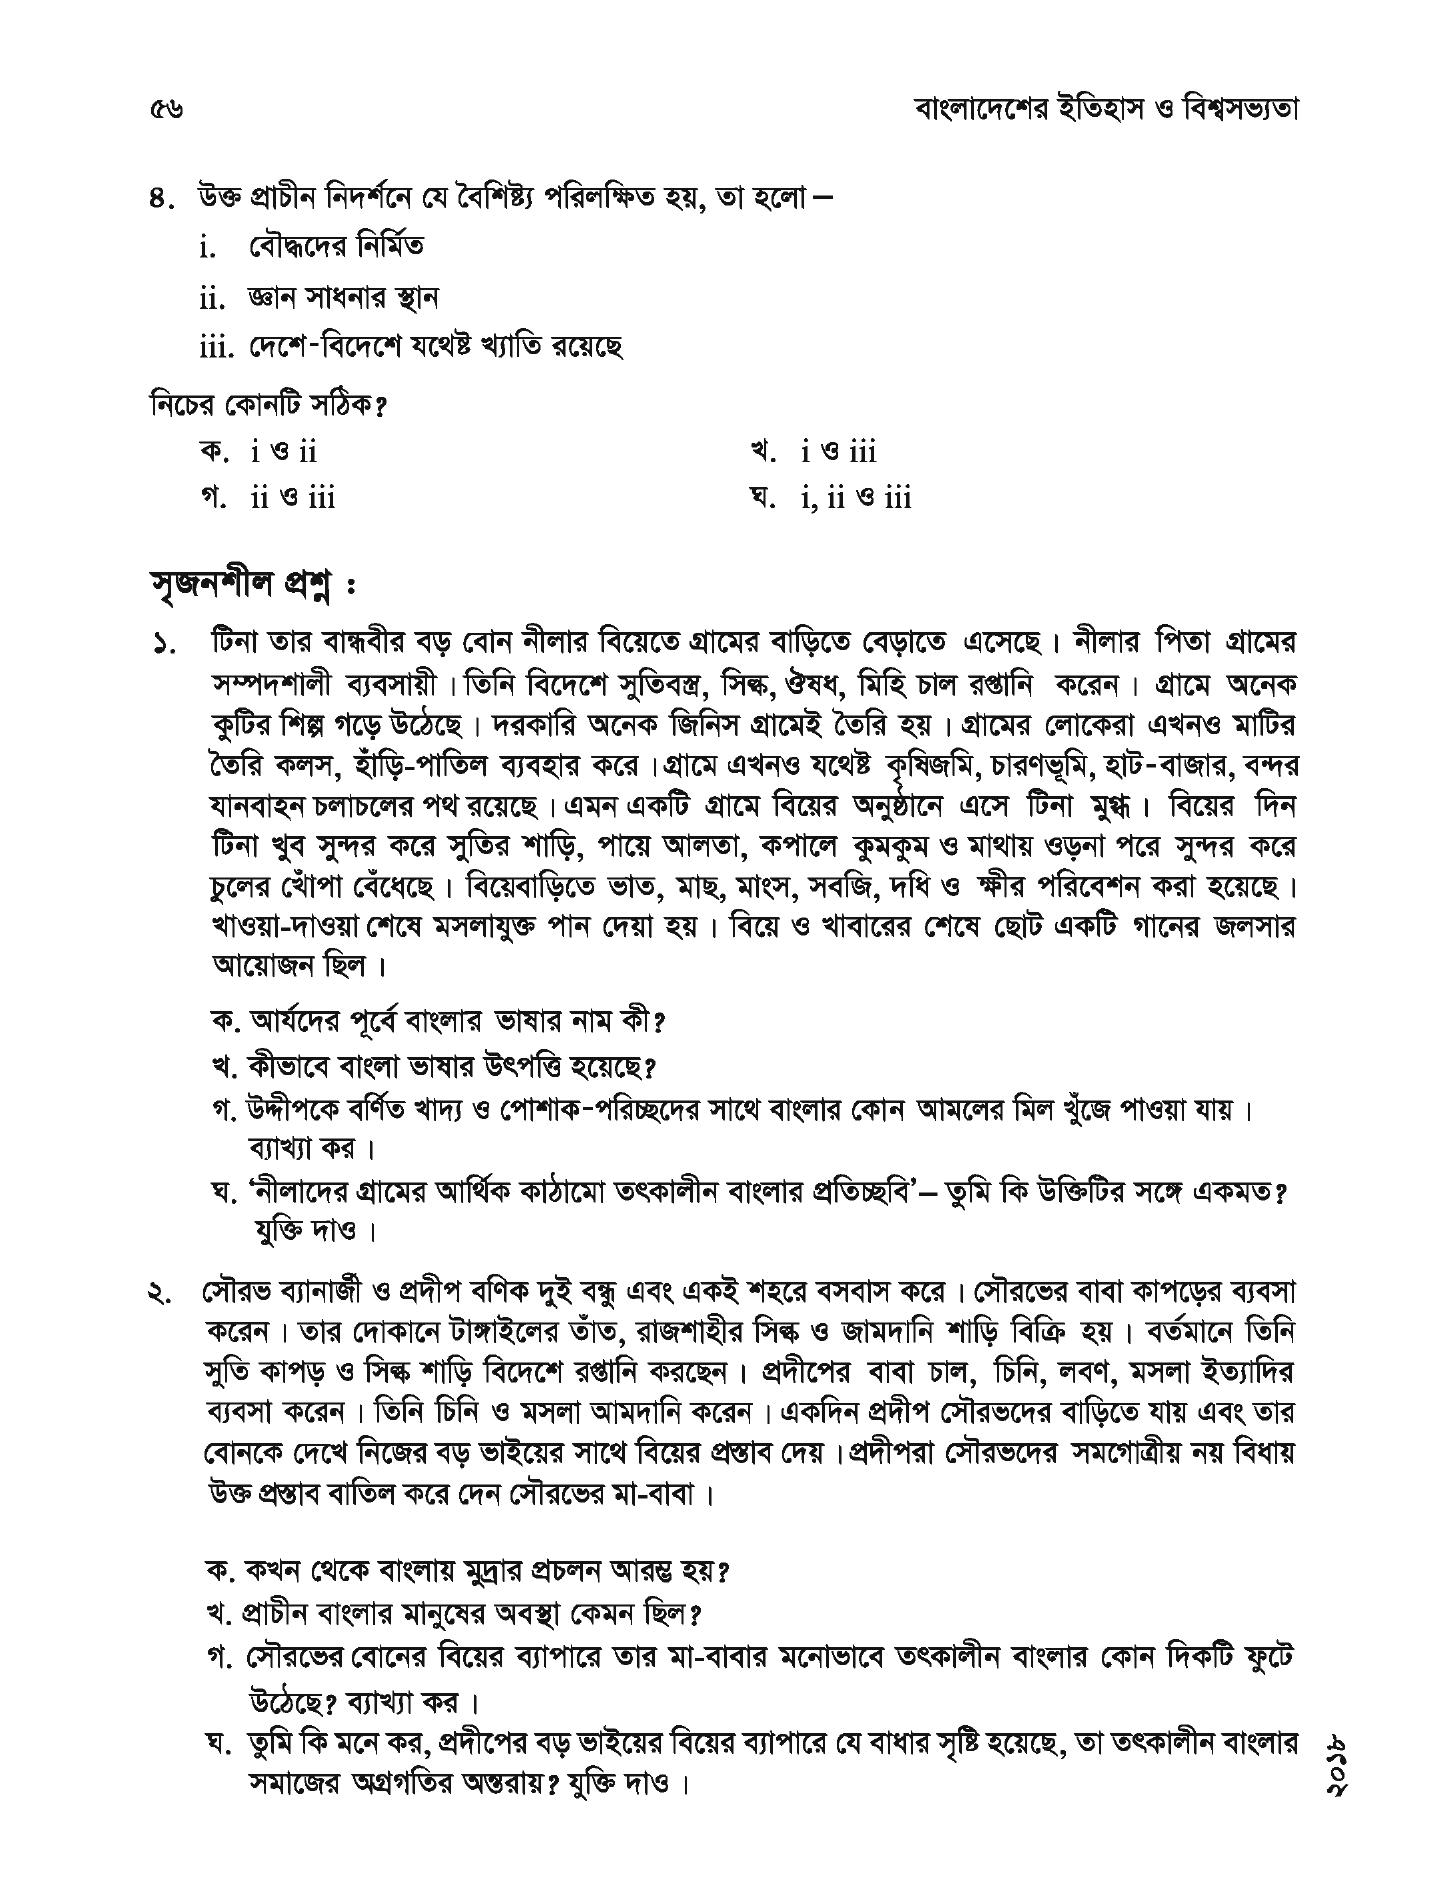 ৫৬
বাংলাদেশের ইতিহাস ও বিশ্বসভ্যতা
৪. উক্ত প্রাচীন নিদর্শনে যে বৈশিষ্ট্য পরিলক্ষিত হয়, তা হলো –
i. বৌদ্ধদের নির্মিত
ii. জ্ঞান সাধনার স্থান
iii. দেশে-বিদেশে যথেষ্ট খ্যাতি রয়েছে
নিচের কোনটি সঠিক?
ক. i ও ii
খ. i ও iii
গ. ii ও iii
ঘ. i, ii ও iii
সৃজনশীল প্রশ্ন :
১. টিনা তার বান্ধবীর বড় বোন নীলার বিয়েতে গ্রামের বাড়িতে বেড়াতে এসেছে। নীলার পিতা গ্রামের
সম্পদশালী ব্যবসায়ী। তিনি বিদেশে সুতিবস্ত্র, সিল্ক, ঔষধ, মিহি চাল রপ্তানি করেন। গ্রামে অনেক
কুটির শিল্প গড়ে উঠেছে। দরকারি অনেক জিনিস গ্রামেই তৈরি হয়। গ্রামের লোকেরা এখনও মাটির
তৈরি কলস, হাঁড়ি-পাতিল ব্যবহার করে। গ্রামে এখনও যথেষ্ট কৃষিজমি, চারণভূমি, হাট-বাজার, বন্দর
যানবাহন চলাচলের পথ রয়েছে। এমন একটি গ্রামে বিয়ের অনুষ্ঠানে এসে টিনা মুগ্ধ। বিয়ের দিন
টিনা খুব সুন্দর করে সুতির শাড়ি, পায়ে আলতা, কপালে কুমকুম ও মাথায় ওড়না পরে সুন্দর করে
চুলের খোঁপা বেঁধেছে। বিয়েবাড়িতে ভাত, মাছ, মাংস, সবজি, দধি ও ক্ষীর পরিবেশন করা হয়েছে।
খাওয়া-দাওয়া শেষে মসলাযুক্ত পান দেয়া হয়। বিয়ে ও খাবারের শেষে ছোট একটি গানের জলসার
আয়োজন ছিল।
ক. আর্যদের পূর্বে বাংলার ভাষার নাম কী?
খ. কীভাবে বাংলা ভাষার উৎপত্তি হয়েছে?
গ. উদ্দীপকে বর্ণিত খাদ্য ও পোশাক-পরিচ্ছদের সাথে বাংলার কোন আমলের মিল খুঁজে পাওয়া যায়।
ব্যাখ্যা কর।
ঘ. ‘নীলাদের গ্রামের আর্থিক কাঠামো তৎকালীন বাংলার প্রতিচ্ছবি’– তুমি কি উক্তিটির সঙ্গে একমত?
যুক্তি দাও।
২. সৌরভ ব্যানার্জী ও প্রদীপ বণিক দুই বন্ধু এবং একই শহরে বসবাস করে। সৌরভের বাবা কাপড়ের ব্যবসা
করেন। তার দোকানে টাঙ্গাইলের তাঁত, রাজশাহীর সিল্ক ও জামদানি শাড়ি বিক্রি হয়। বর্তমানে তিনি
সুতি কাপড় ও সিল্ক শাড়ি বিদেশে রপ্তানি করছেন। প্রদীপের বাবা চাল, চিনি, লবণ, মসলা ইত্যাদির
ব্যবসা করেন। তিনি চিনি ও মসলা আমদানি করেন। একদিন প্রদীপ সৌরভদের বাড়িতে যায় এবং তার
বোনকে দেখে নিজের বড় ভাইয়ের সাথে বিয়ের প্রস্তাব দেয়। প্রদীপরা সৌরভদের সমগোত্রীয় নয় বিধায়
উক্ত প্রস্তাব বাতিল করে দেন সৌরভের মা-বাবা।
ক. কখন থেকে বাংলায় মুদ্রার প্রচলন আরম্ভ হয়?
খ. প্রাচীন বাংলার মানুষের অবস্থা কেমন ছিল?
গ. সৌরভের বোনের বিয়ের ব্যাপারে তার মা-বাবার মনোভাবে তৎকালীন বাংলার কোন দিকটি ফুটে
উঠেছে? ব্যাখ্যা কর।
ঘ. তুমি কি মনে কর, প্রদীপের বড় ভাইয়ের বিয়ের ব্যাপারে যে বাধার সৃষ্টি হয়েছে, তা তৎকালীন বাংলার
সমাজের অগ্রগতির অন্তরায়? যুক্তি দাও।
২০১৮